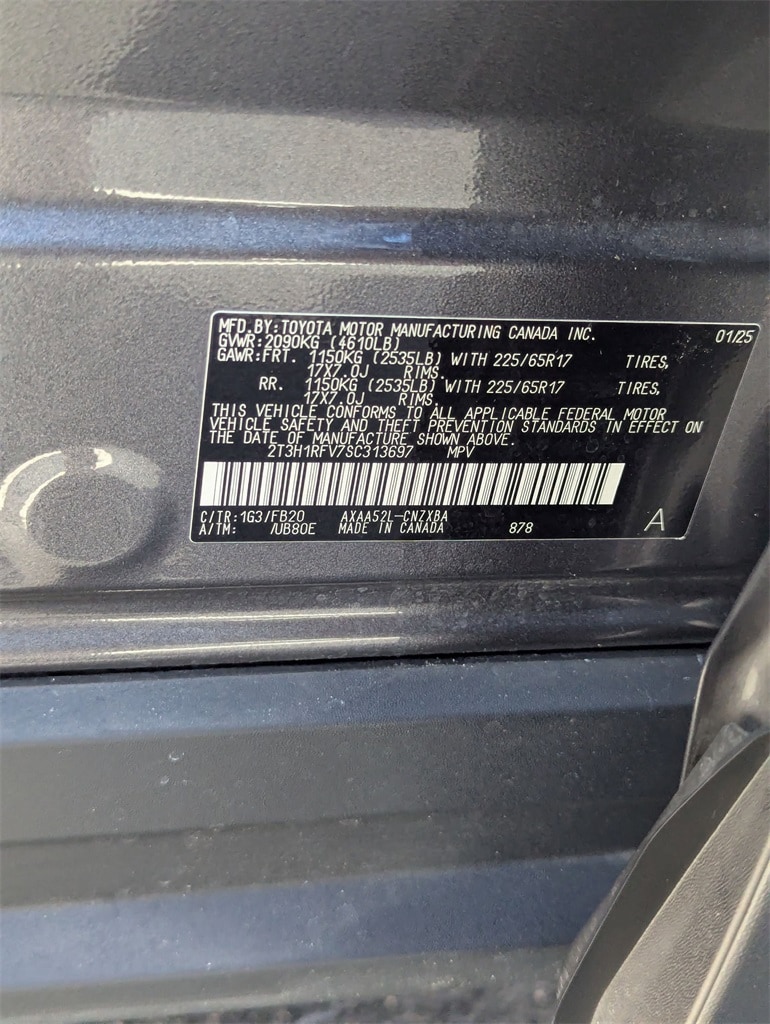 MFD.BY:TOYOTA MOTOR MANUFACTURING CANADA INC. 01/25
GVWR:2090KG (4610LB)
GAWR:FRT. 1150KG (2535LB) WITH 225/65R17 TIRES,
17X7.0J RIMS.
RR. 1150KG (2535LB) WITH 225/65R17 TIRES,
17X7.0J RIMS.
THIS VEHICLE CONFORMS TO ALL APPLICABLE FEDERAL MOTOR
VEHICLE SAFETY AND THEFT PREVENTION STANDARDS IN EFFECT ON
THE DATE OF MANUFACTURE SHOWN ABOVE.
2T3H1RFV7SC313697 MPV
C/TR:1G3/FB20 AXAA52L-CNZXBA
A/TM: /UB80E MADE IN CANADA 878 A